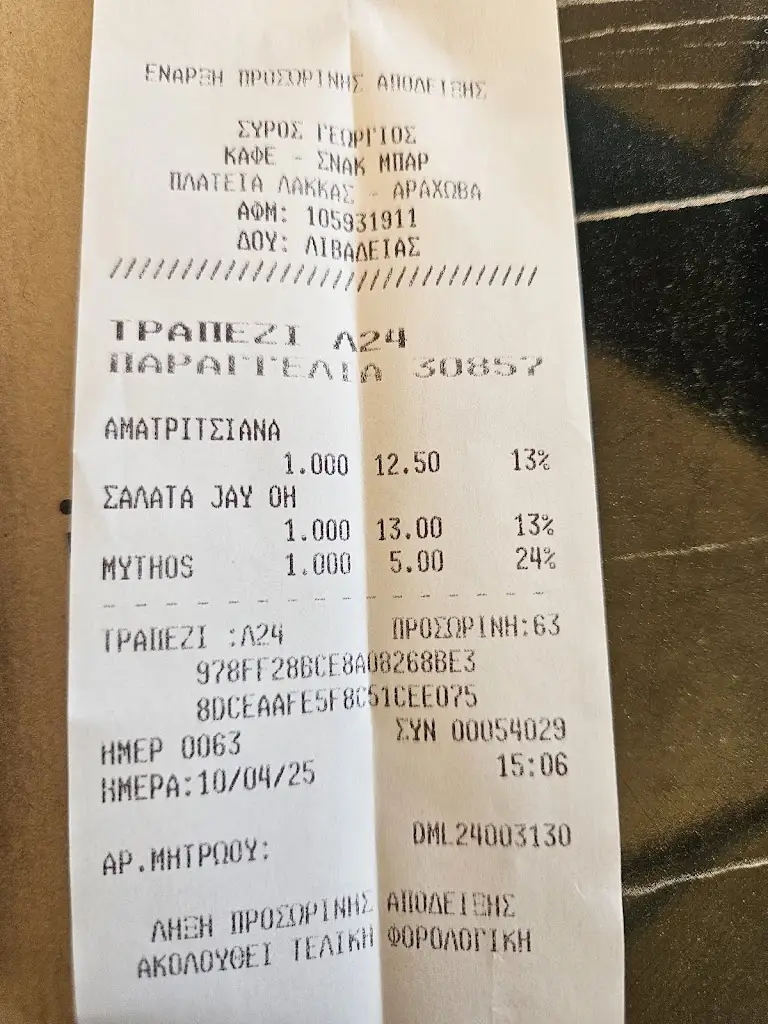 ΕΝΑΡΞΗ ΠΡΟΣΩΡΙΝΗΣ ΑΠΟΔΕΙΞΗΣ
ΣΥΡΟΣ ΓΕΩΡΓΙΟΣ
ΚΑΦΕ - ΣΝΑΚ ΜΠΑΡ
ΠΛΑΤΕΙΑ ΛΑΚΚΑΣ - ΑΡΑΧΩΒΑ
ΑΦΜ: 105931911
ΔΟΥ: ΛΙΒΑΔΕΙΑΣ
////////////////////////////////////
ΤΡΑΠΕΖΙ Λ24
ΠΑΡΑΓΓΕΛΙΑ 30857
ΑΜΑΤΡΙΤΣΙΑΝΑ
1.000 12.50 13%
ΣΑΛΑΤΑ JAY OH
1.000 13.00 13%
MYTHOS 1.000 5.00 24%
ΤΡΑΠΕΖΙ :Λ24 ΠΡΟΣΩΡΙΝΗ:63
978FF28BCE8A08268BE3
8DCEAAFE5F8C51CEE075
ΗΜΕΡ 0063 ΣΥΝ 00054029
ΗΜΕΡΑ:10/04/25 15:06
ΑΡ.ΜΗΤΡΩΟΥ: DML24003130
ΛΗΞΗ ΠΡΟΣΩΡΙΝΗΣ ΑΠΟΔΕΙΞΗΣ
ΑΚΟΛΟΥΘΕΙ ΤΕΛΙΚΗ ΦΟΡΟΛΟΓΙΚΗ